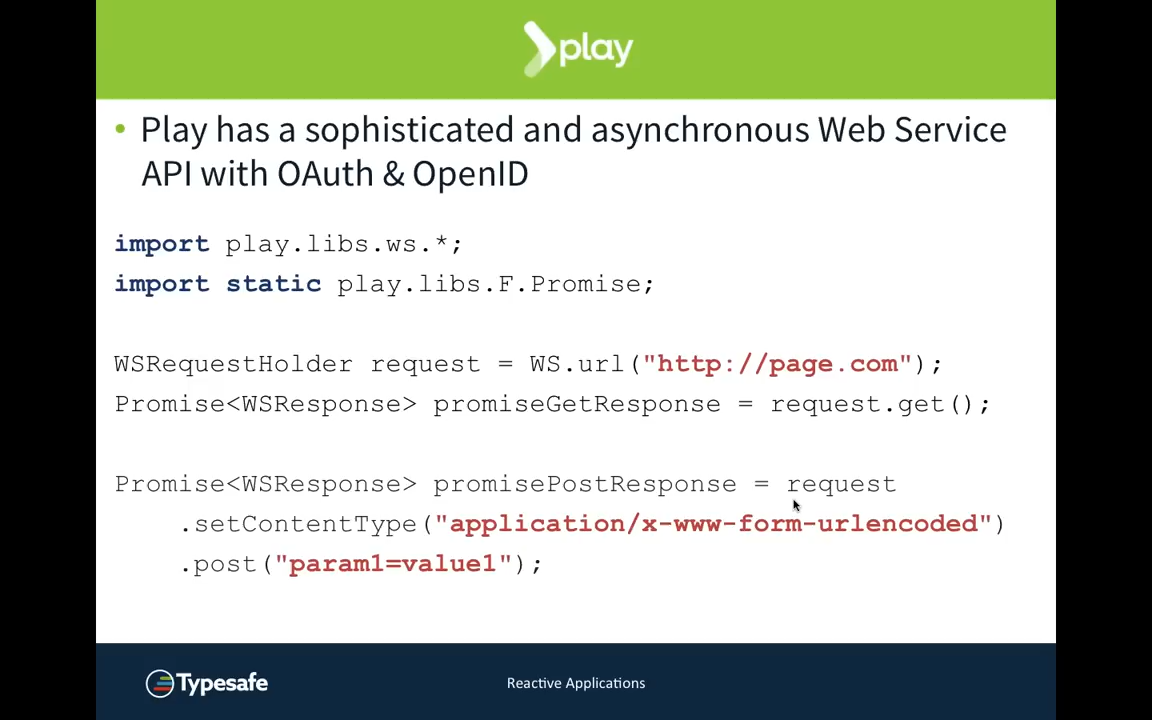 play
• Play has a sophisticated and asynchronous Web Service
API with OAuth & OpenID
import play.libs.ws.*;
import static play.libs.F.Promise;
WSRequestHolder request = WS.url("http://page.com");
Promise<WSResponse> promiseGetResponse = request.get();
Promise<WSResponse> promisePostResponse = request
.setContentType("application/x-www-form-urlencoded")
.post("param1=value1");
Typesafe
Reactive Applications